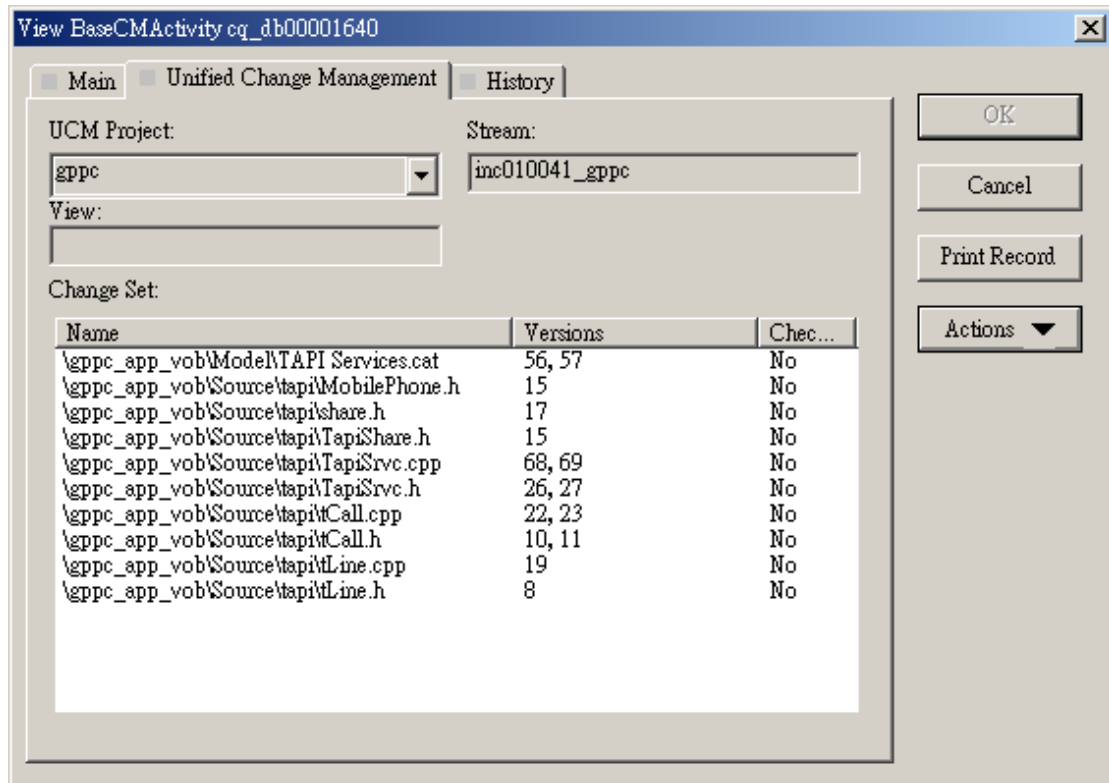 View BaseCMActivity cq_db00001640
Main Unified Change Management History
UCM Project: Stream:
gppc inc010041_gppc
View:
Change Set:
Name Versions Chec...
\gppc_app_vob\Model\TAPI Services.cat 56, 57 No
\gppc_app_vob\Source\tapi\MobilePhone.h 15 No
\gppc_app_vob\Source\tapi\share.h 17 No
\gppc_app_vob\Source\tapi\TapiShare.h 15 No
\gppc_app_vob\Source\tapi\TapiSrvc.cpp 68, 69 No
\gppc_app_vob\Source\tapi\TapiSrvc.h 26, 27 No
\gppc_app_vob\Source\tapi\tCall.cpp 22, 23 No
\gppc_app_vob\Source\tapi\tCall.h 10, 11 No
\gppc_app_vob\Source\tapi\tLine.cpp 19 No
\gppc_app_vob\Source\tapi\tLine.h 8 No
OK
Cancel
Print Record
Actions